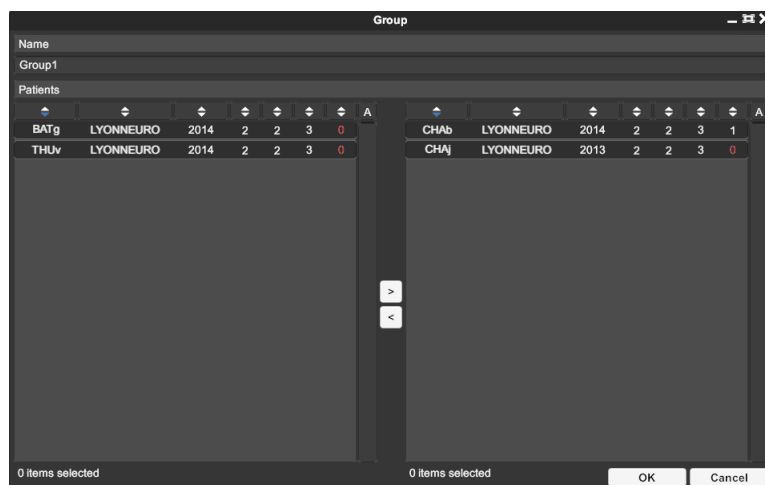 Group
Name
Group1
Patients
A
BATg LYONNEURO 2014 2 2 3 0
THUv LYONNEURO 2014 2 2 3 0
0 items selected
>
<
A
CHAb LYONNEURO 2014 2 2 3 1
CHAj LYONNEURO 2013 2 2 3 0
0 items selected
OK Cancel